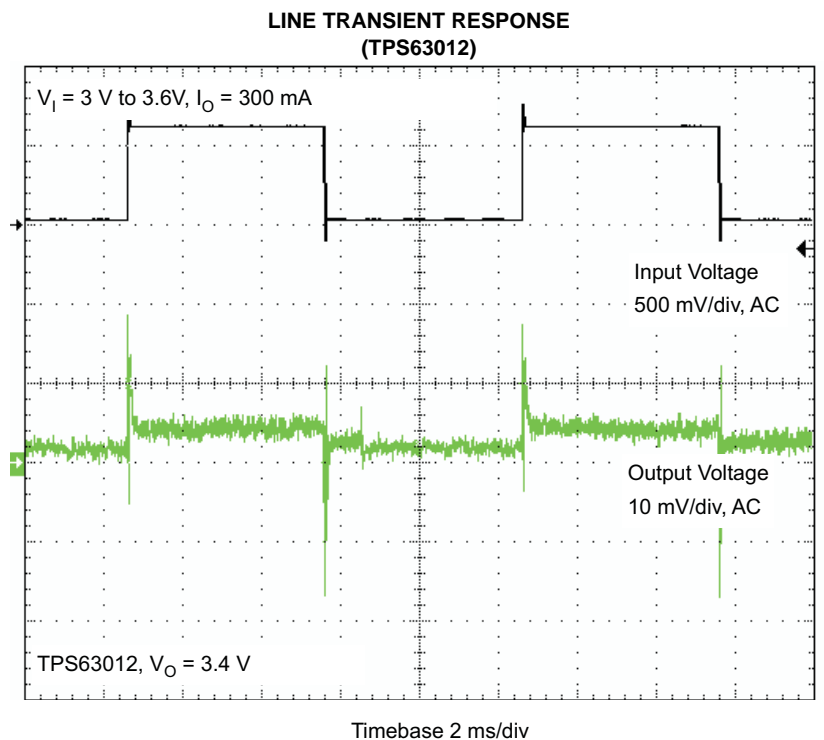 LINE TRANSIENT RESPONSE
(TPS63012)
V_I = 3 V to 3.6V, I_O = 300 mA
Input Voltage
500 mV/div, AC
Output Voltage
10 mV/div, AC
TPS63012, V_O = 3.4 V
Timebase 2 ms/div